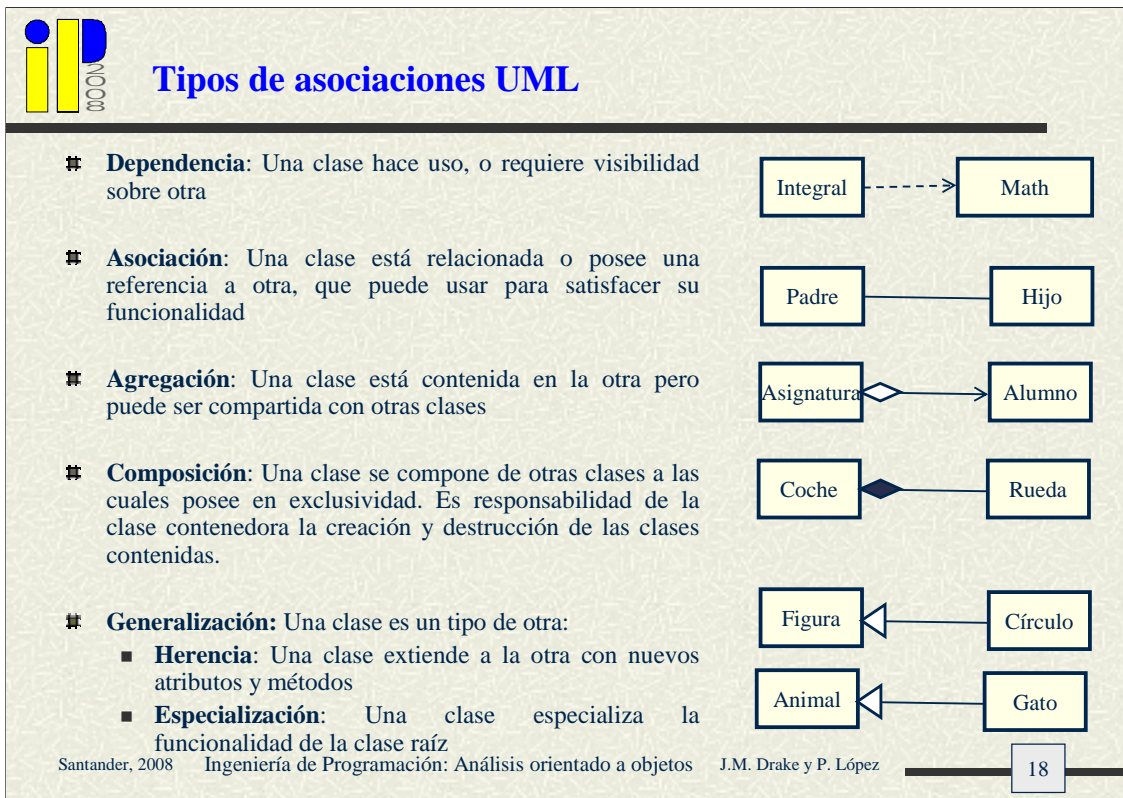 iLP 2008
Tipos de asociaciones UML
Dependencia: Una clase hace uso, o requiere visibilidad
sobre otra
Integral
Math
Asociación: Una clase está relacionada o posee una
referencia a otra, que puede usar para satisfacer su
funcionalidad
Padre
Hijo
Agregación: Una clase está contenida en la otra pero
puede ser compartida con otras clases
Asignatura
Alumno
Composición: Una clase se compone de otras clases a las
cuales posee en exclusividad. Es responsabilidad de la
clase contenedora la creación y destrucción de las clases
contenidas.
Coche
Rueda
Generalización: Una clase es un tipo de otra:
Herencia: Una clase extiende a la otra con nuevos
atributos y métodos
Especialización: Una clase especializa la
funcionalidad de la clase raíz
Figura
Círculo
Animal
Gato
Santander, 2008 Ingeniería de Programación: Análisis orientado a objetos J.M. Drake y P. López 18